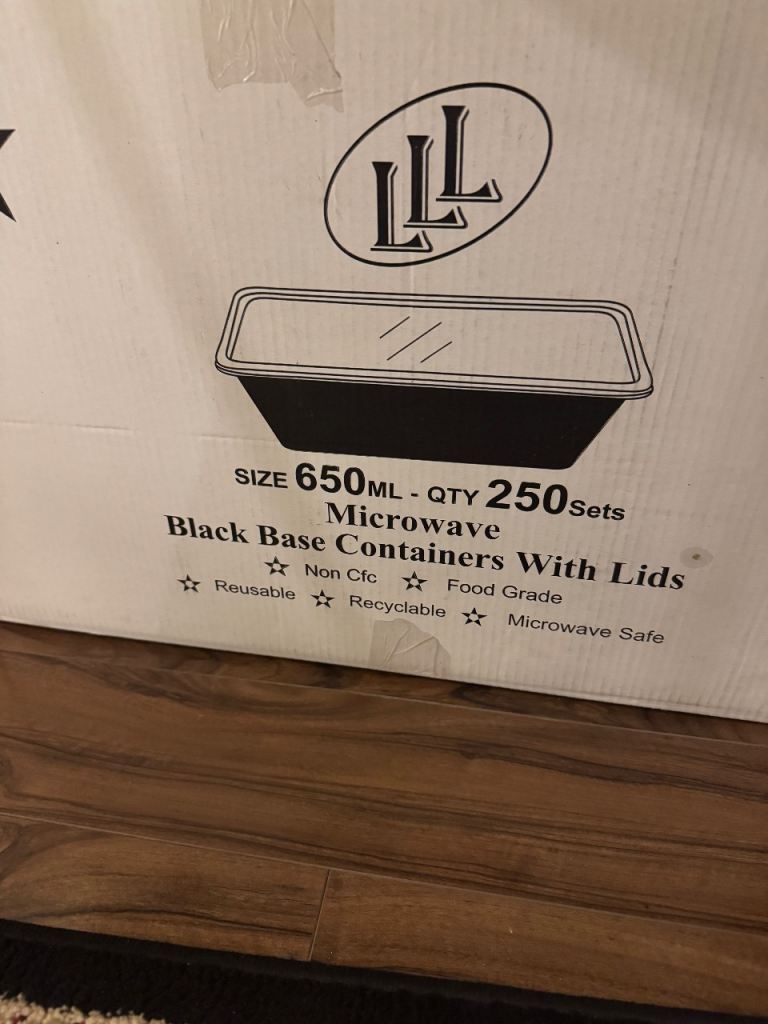 LLL
SIZE 650ML - QTY 250Sets
Microwave
Black Base Containers With Lids
☆ Non Cfc ☆ Food Grade
☆ Reusable ☆ Recyclable ☆ Microwave Safe